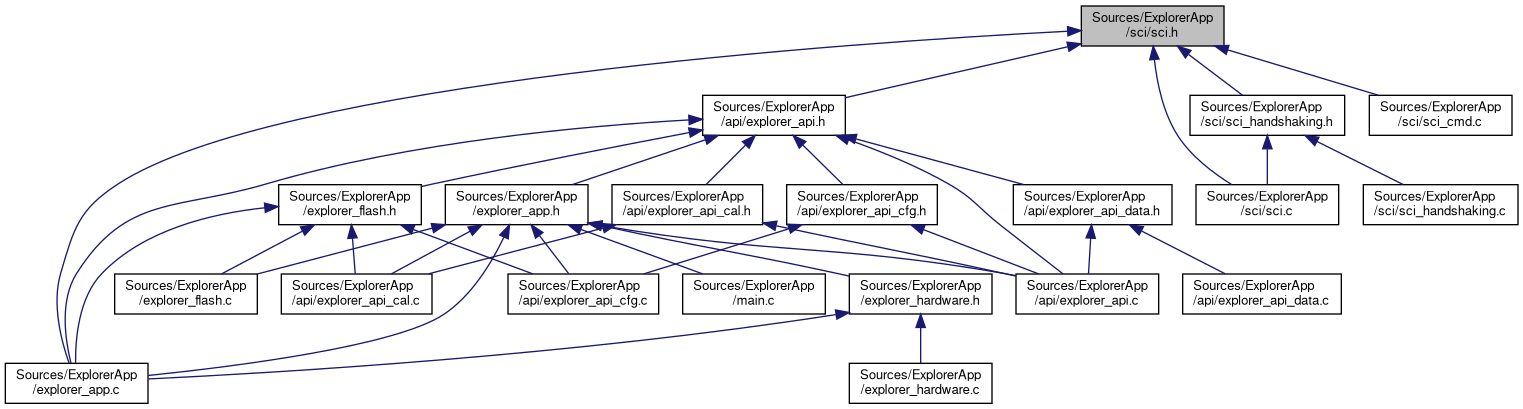 Sources/ExplorerApp
/sci/sci.h
Sources/ExplorerApp
/api/explorer_api.h
Sources/ExplorerApp
/sci/sci_handshaking.h
Sources/ExplorerApp
/sci/sci_cmd.c
Sources/ExplorerApp
/explorer_flash.h
Sources/ExplorerApp
/explorer_app.h
Sources/ExplorerApp
/api/explorer_api_cal.h
Sources/ExplorerApp
/api/explorer_api_cfg.h
Sources/ExplorerApp
/api/explorer_api_data.h
Sources/ExplorerApp
/sci/sci.c
Sources/ExplorerApp
/sci/sci_handshaking.c
Sources/ExplorerApp
/explorer_flash.c
Sources/ExplorerApp
/api/explorer_api_cal.c
Sources/ExplorerApp
/api/explorer_api_cfg.c
Sources/ExplorerApp
/main.c
Sources/ExplorerApp
/explorer_hardware.h
Sources/ExplorerApp
/api/explorer_api.c
Sources/ExplorerApp
/api/explorer_api_data.c
Sources/ExplorerApp
/explorer_app.c
Sources/ExplorerApp
/explorer_hardware.c